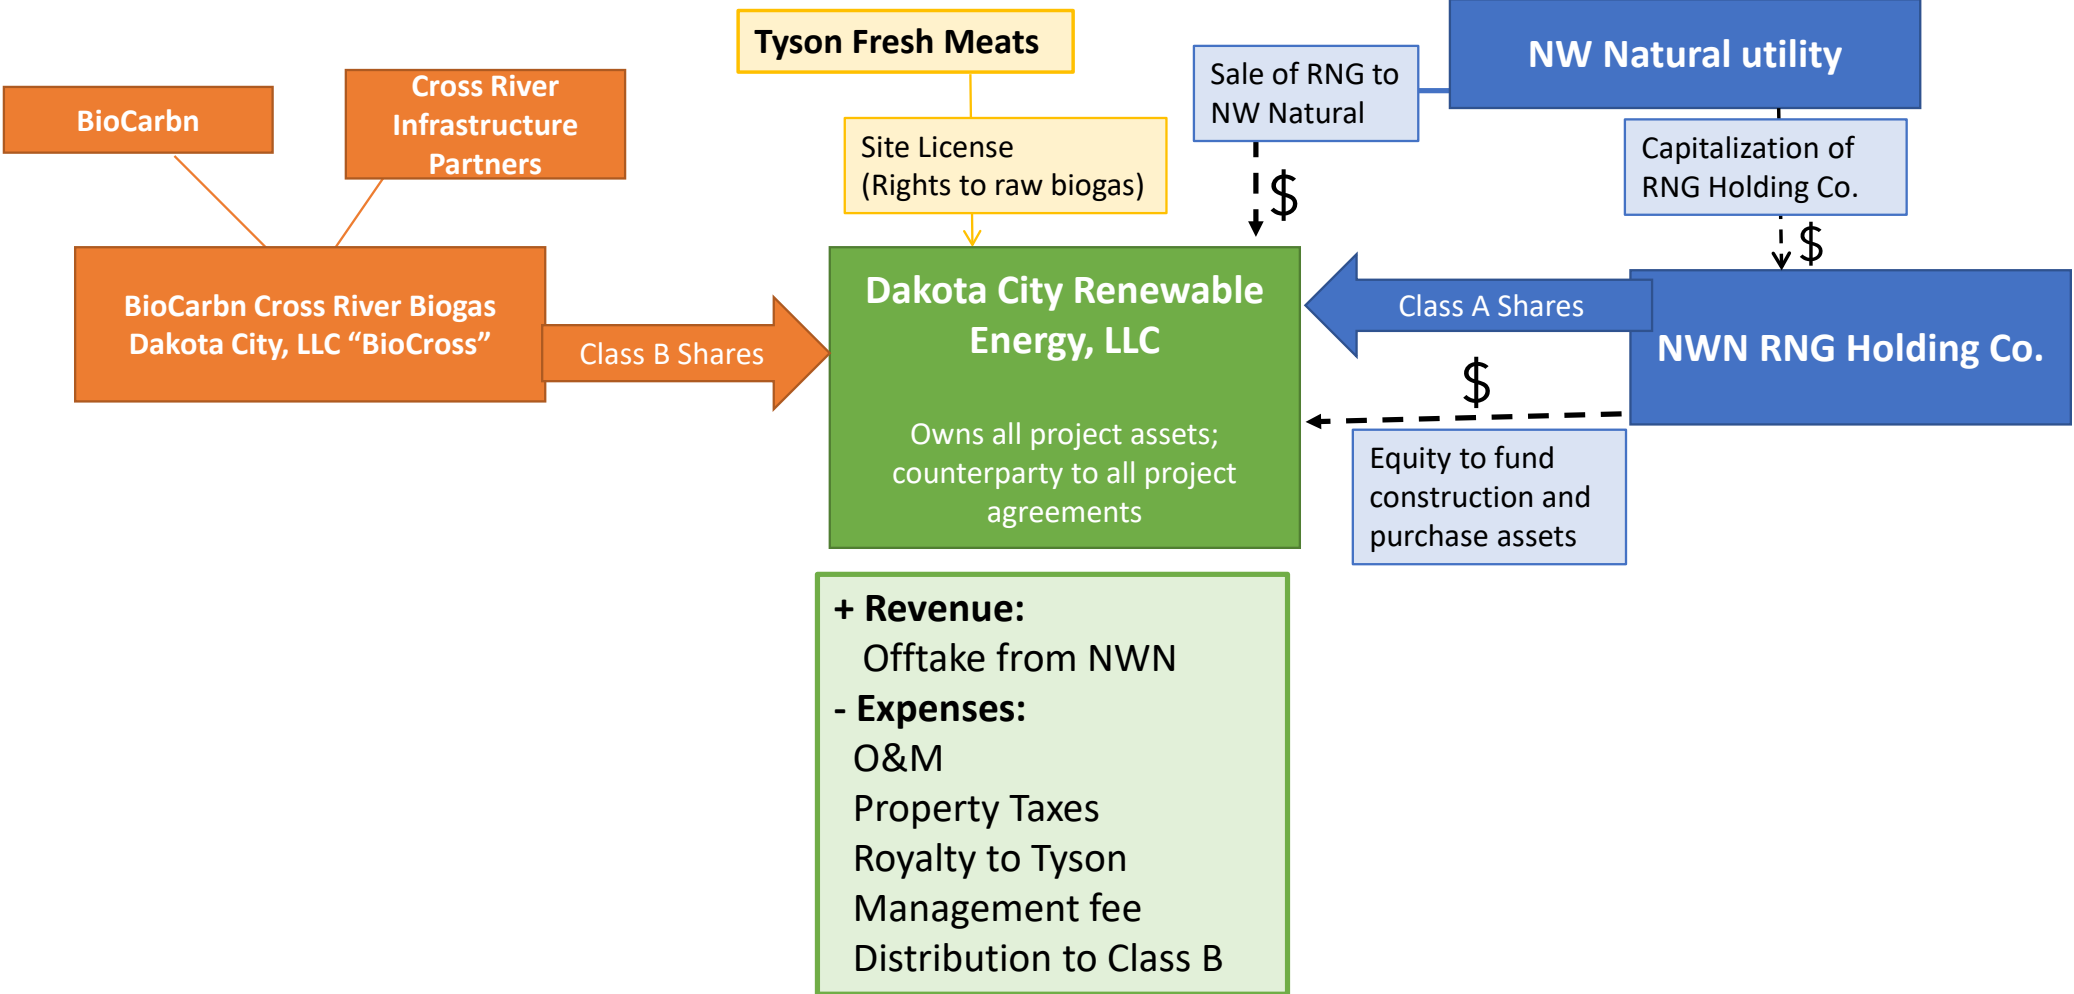 Tyson Fresh Meats
NW Natural utility
Sale of RNG to
NW Natural
$
BioCarbn
Cross River
Infrastructure
Partners
Site License
(Rights to raw biogas)
Capitalization of
RNG Holding Co.
$
BioCarbn Cross River Biogas
Dakota City, LLC “BioCross”
Class B Shares
Dakota City Renewable
Energy, LLC
Owns all project assets;
counterparty to all project
agreements
Class A Shares
NWN RNG Holding Co.
$
Equity to fund
construction and
purchase assets
+ Revenue:
Offtake from NWN
- Expenses:
O&M
Property Taxes
Royalty to Tyson
Management fee
Distribution to Class B